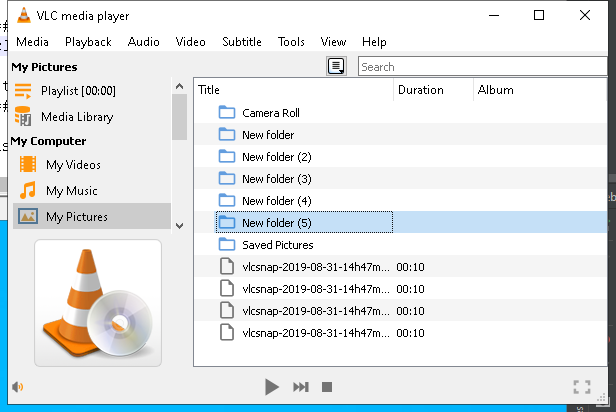 VLC media player
Media Playback Audio Video Subtitle Tools View Help
My Pictures
Search
Playlist [00:00]
Media Library
My Computer
My Videos
My Music
My Pictures
Title Duration Album
Camera Roll
New folder
New folder (2)
New folder (3)
New folder (4)
New folder (5)
Saved Pictures
vlcsnap-2019-08-31-14h47m... 00:10
vlcsnap-2019-08-31-14h47m... 00:10
vlcsnap-2019-08-31-14h47m... 00:10
vlcsnap-2019-08-31-14h47m... 00:10